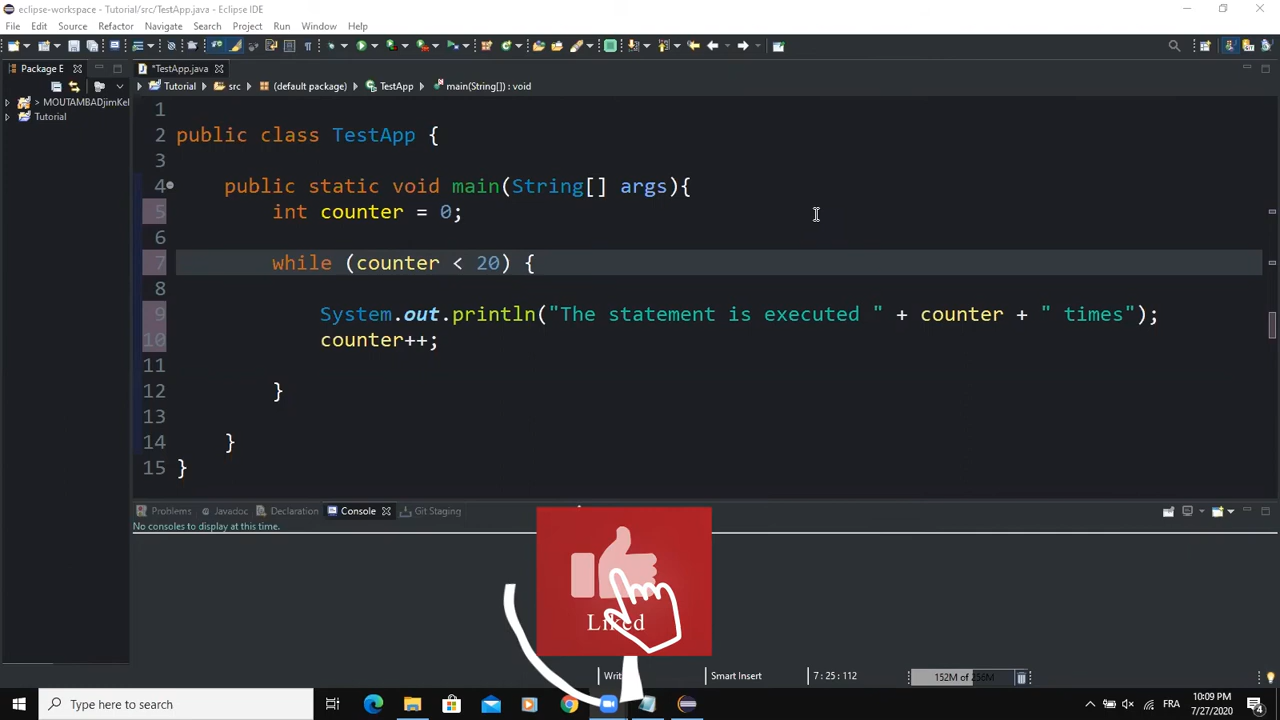 eclipse-workspace - Tutorial/src/TestApp.java - Eclipse IDE
File Edit Source Refactor Navigate Search Project Run Window Help
Package E
*TestApp.java
Tutorial src (default package) TestApp main(String[]) : void
> MOUTAMBADjimKel
Tutorial
1
2 public class TestApp {
3
4 public static void main(String[] args){
5 int counter = 0;
6
7 while (counter < 20) {
8
9 System.out.println("The statement is executed " + counter + " times");
10 counter++;
11
12 }
13
14 }
15 }
Problems Javadoc Declaration Console Git Staging
No consoles to display at this time.
Liked
Smart Insert 7 : 25 : 112 152M of 256M
Type here to search
FRA
10:09 PM
7/27/2020
4